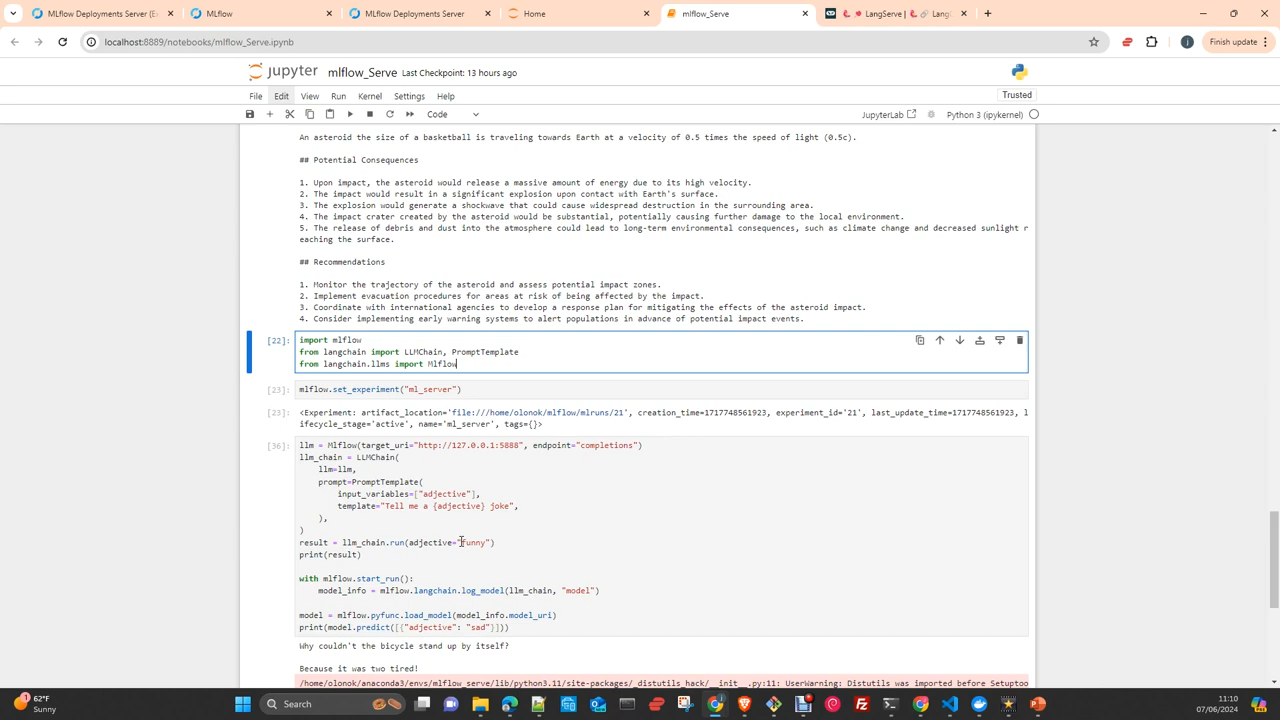 MLflow Deployments Server (Ex
MLflow
MLflow Deployments Server
Home
mlflow_Serve
LangServe | Lang
localhost:8889/notebooks/mlflow_Serve.ipynb
Finish update
jupyter mlflow_Serve Last Checkpoint: 13 hours ago
File Edit View Run Kernel Settings Help
Trusted
Code
JupyterLab
Python 3 (ipykernel)
An asteroid the size of a basketball is traveling towards Earth at a velocity of 0.5 times the speed of light (0.5c).
## Potential Consequences
1. Upon impact, the asteroid would release a massive amount of energy due to its high velocity.
2. The impact would result in a significant explosion upon contact with Earth's surface.
3. The explosion would generate a shockwave that could cause widespread destruction in the surrounding area.
4. The impact crater created by the asteroid would be substantial, potentially causing further damage to the local environment.
5. The release of debris and dust into the atmosphere could lead to long-term environmental consequences, such as climate change and decreased sunlight r
eaching the surface.
## Recommendations
1. Monitor the trajectory of the asteroid and assess potential impact zones.
2. Implement evacuation procedures for areas at risk of being affected by the impact.
3. Coordinate with international agencies to develop a response plan for mitigating the effects of the asteroid impact.
4. Consider implementing early warning systems to alert populations in advance of potential impact events.
[22]: import mlflow
from langchain import LLMChain, PromptTemplate
from langchain.llms import Mlflow
[23]: mlflow.set_experiment("ml_server")
[23]: <Experiment: artifact_location='file:///home/olonok/mlflow/mlruns/21', creation_time=1717748561923, experiment_id='21', last_update_time=1717748561923, l
ifecycle_stage='active', name='ml_server', tags={}>
[36]: llm = Mlflow(target_uri="http://127.0.0.1:5888", endpoint="completions")
llm_chain = LLMChain(
llm=llm,
prompt=PromptTemplate(
input_variables=["adjective"],
template="Tell me a {adjective} joke",
),
)
result = llm_chain.run(adjective="funny")
print(result)
with mlflow.start_run():
model_info = mlflow.langchain.log_model(llm_chain, "model")
model = mlflow.pyfunc.load_model(model_info.model_uri)
print(model.predict([{"adjective": "sad"}]))
Why couldn't the bicycle stand up by itself?
Because it was two tired!
/home/olonok/anaconda3/envs/mlflow_serve/lib/python3.11/site-packages/_distutils_hack/__init__.py:11: UserWarning: Distutils was imported before Setuptoo
62°F
Sunny
Search
11:10
07/06/2024